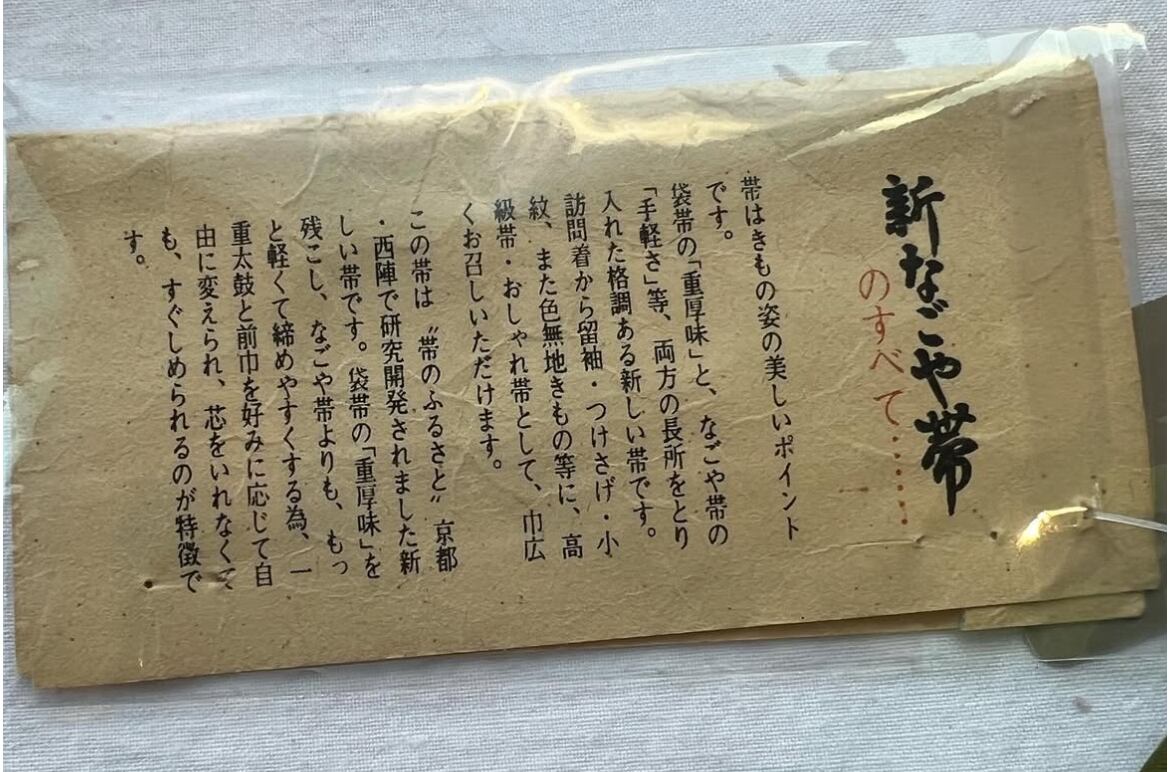 新なごや帯
のすべて……
帯はきもの姿の美しいポイント
です。
袋帯の「重厚味」と、なごや帯の
「手軽さ」等、両方の長所をとり
入れた格調ある新しい帯です。
訪問着から留袖・つけさげ・小
紋、また色無地きもの等に、高
級帯・おしゃれ帯として、巾広
くお召しいただけます。
この帯は〝帯のふるさと〟京都
・西陣で研究開発されました新
しい帯です。袋帯の「重厚味」を
残こし、なごや帯よりも、もっ
と軽くて締めやすくする為、一
重太鼓と前巾を好みに応じて自
由に変えられ、芯をいれなくて
も、すぐしめられるのが特徴で
す。